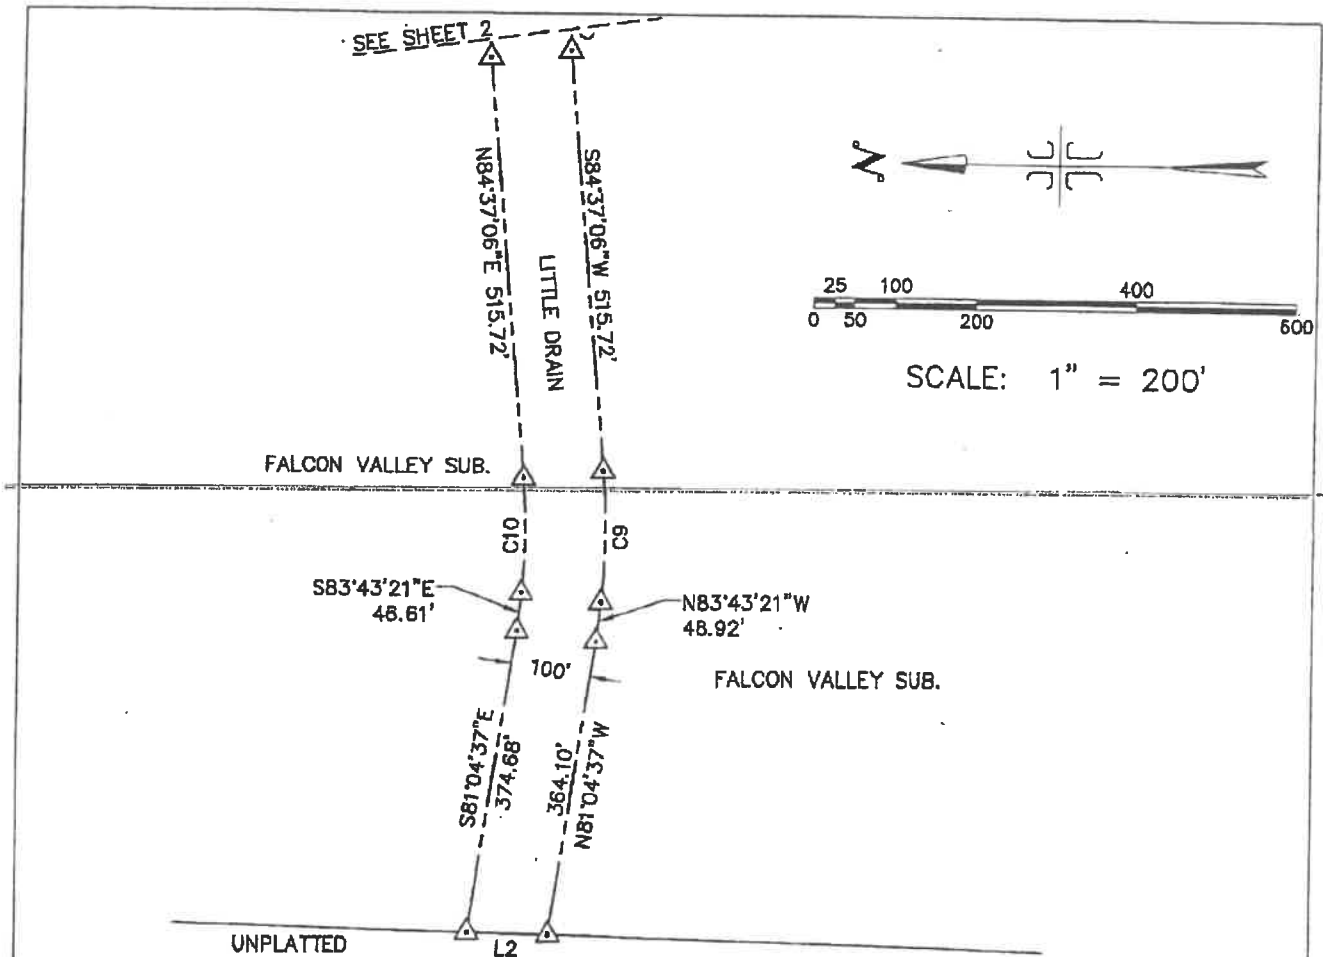 SEE SHEET 2
N84°37'06"E 515.72'
S84°37'06"W 515.72'
LITTLE DRAIN
N
25 100 400
0 50 200 600
SCALE: 1" = 200'
FALCON VALLEY SUB.
C10
C9
S83°43'21"E
46.61'
N83°43'21"W
48.92'
100'
FALCON VALLEY SUB.
S81°04'37"E
374.68'
364.10'
N81°04'37"W
UNPLATTED
L2